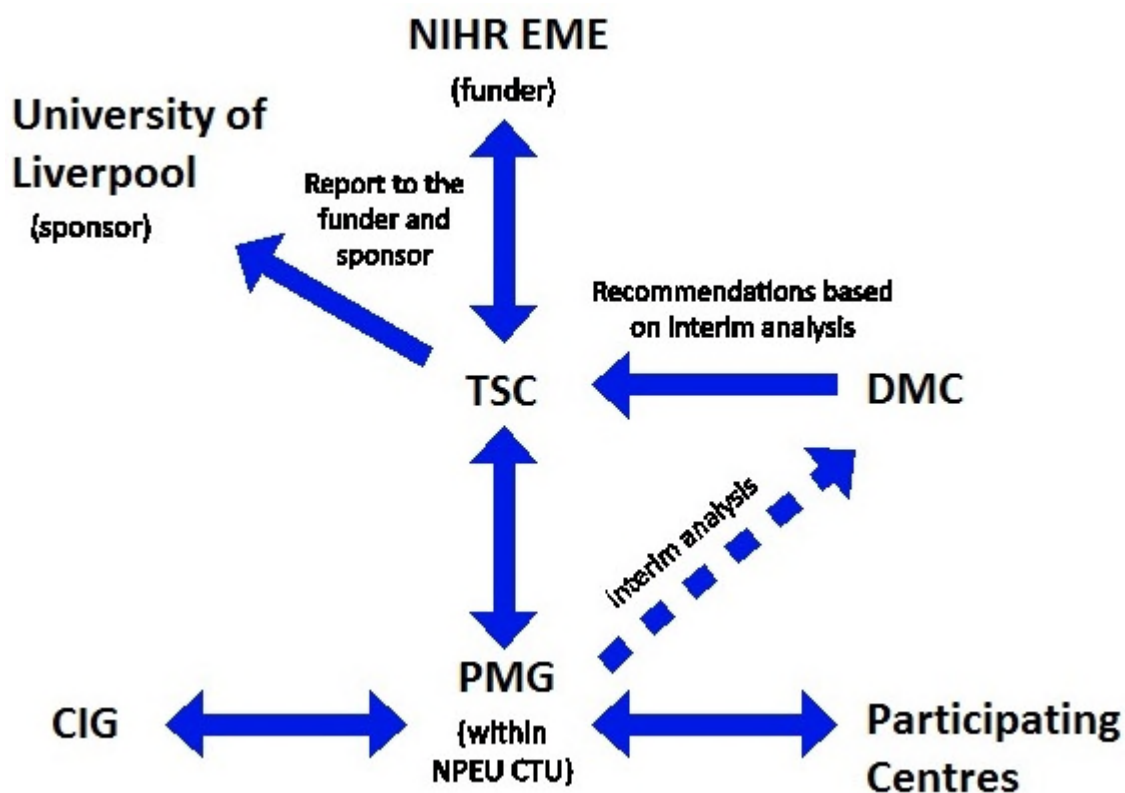 NIHR EME
(funder)
University of
Liverpool
(sponsor)
Report to the
funder and
sponsor
Recommendations based
on interim analysis
TSC
DMC
interim analysis
PMG
(within
NPEU CTU)
CIG
Participating
Centres